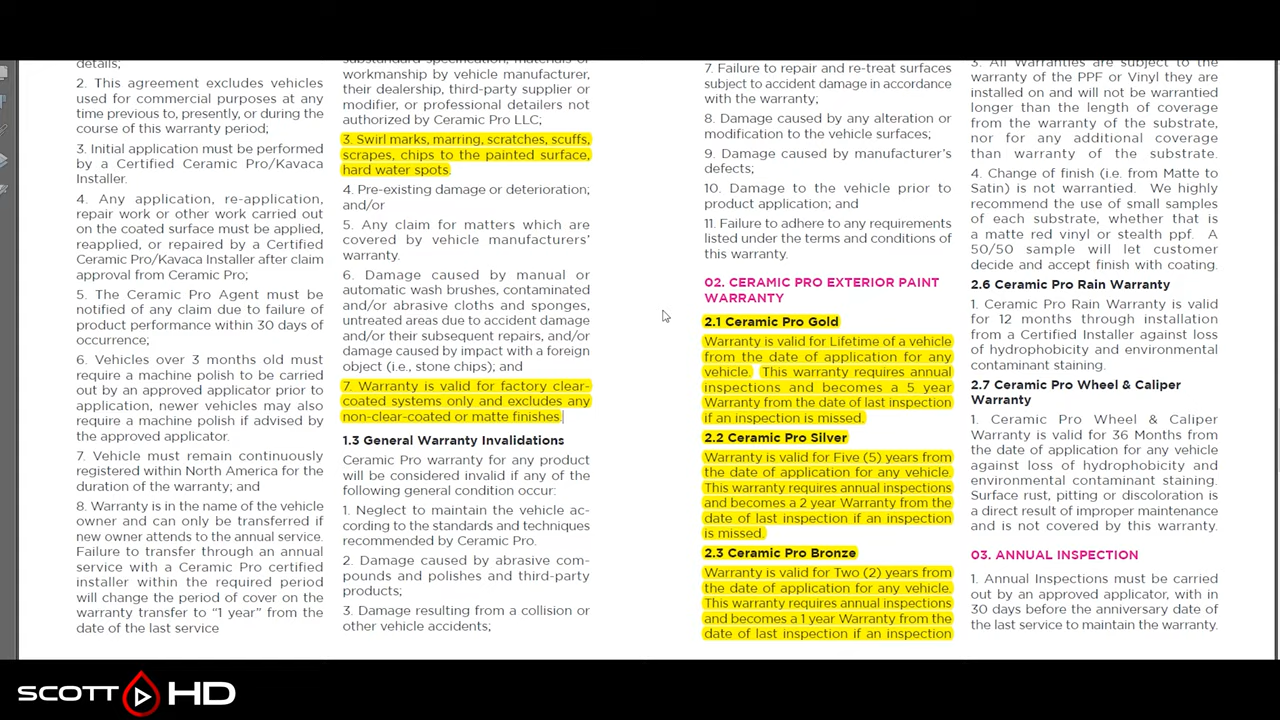 details;
2. This agreement excludes vehicles
used for commercial purposes at any
time previous to, presently, or during the
course of this warranty period;
3. Initial application must be performed
by a Certified Ceramic Pro/Kavaca
Installer.
4. Any application, re-application,
repair work or other work carried out
on the coated surface must be applied,
reapplied, or repaired by a Certified
Ceramic Pro/Kavaca Installer after claim
approval from Ceramic Pro;
5. The Ceramic Pro Agent must be
notified of any claim due to failure of
product performance within 30 days of
occurrence;
6. Vehicles over 3 months old must
require a machine polish to be carried
out by an approved applicator prior to
application, newer vehicles may also
require a machine polish if advised by
the approved applicator.
7. Vehicle must remain continuously
registered within North America for the
duration of the warranty; and
8. Warranty is in the name of the vehicle
owner and can only be transferred if
new owner attends to the annual service.
Failure to transfer through an annual
service with a Ceramic Pro certified
installer within the required period
will change the period of cover on the
warranty transfer to “1 year” from the
date of the last service
substandard specification, materials or
workmanship by vehicle manufacturer,
their dealership, third-party supplier or
modifier, or professional detailers not
authorized by Ceramic Pro LLC;
3. Swirl marks, marring, scratches, scuffs,
scrapes, chips to the painted surface,
hard water spots.
4. Pre-existing damage or deterioration;
and/or
5. Any claim for matters which are
covered by vehicle manufacturers’
warranty.
6. Damage caused by manual or
automatic wash brushes, contaminated
and/or abrasive cloths and sponges,
untreated areas due to accident damage
and/or their subsequent repairs, and/or
damage caused by impact with a foreign
object (i.e., stone chips); and
7. Warranty is valid for factory clear-
coated systems only and excludes any
non-clear-coated or matte finishes.
1.3 General Warranty Invalidations
Ceramic Pro warranty for any product
will be considered invalid if any of the
following general condition occur:
1. Neglect to maintain the vehicle ac-
cording to the standards and techniques
recommended by Ceramic Pro.
2. Damage caused by abrasive com-
pounds and polishes and third-party
products;
3. Damage resulting from a collision or
other vehicle accidents;
7. Failure to repair and re-treat surfaces
subject to accident damage in accordance
with the warranty;
8. Damage caused by any alteration or
modification to the vehicle surfaces;
9. Damage caused by manufacturer’s
defects;
10. Damage to the vehicle prior to
product application; and
11. Failure to adhere to any requirements
listed under the terms and conditions of
this warranty.
02. CERAMIC PRO EXTERIOR PAINT
WARRANTY
2.1 Ceramic Pro Gold
Warranty is valid for Lifetime of a vehicle
from the date of application for any
vehicle. This warranty requires annual
inspections and becomes a 5 year
Warranty from the date of last inspection
if an inspection is missed.
2.2 Ceramic Pro Silver
Warranty is valid for Five (5) years from
the date of application for any vehicle.
This warranty requires annual inspections
and becomes a 2 year Warranty from the
date of last inspection if an inspection
is missed.
2.3 Ceramic Pro Bronze
Warranty is valid for Two (2) years from
the date of application for any vehicle.
This warranty requires annual inspections
and becomes a 1 year Warranty from the
date of last inspection if an inspection
3. All Warranties are subject to the
warranty of the PPF or Vinyl they are
installed on and will not be warrantied
longer than the length of coverage
from the warranty of the substrate,
nor for any additional coverage
than warranty of the substrate.
4. Change of finish (i.e. from Matte to
Satin) is not warrantied. We highly
recommend the use of small samples
of each substrate, whether that is
a matte red vinyl or stealth ppf. A
50/50 sample will let customer
decide and accept finish with coating.
2.6 Ceramic Pro Rain Warranty
1. Ceramic Pro Rain Warranty is valid
for 12 months through installation
from a Certified Installer against loss
of hydrophobicity and environmental
contaminant staining.
2.7 Ceramic Pro Wheel & Caliper
Warranty
1. Ceramic Pro Wheel & Caliper
Warranty is valid for 36 Months from
the date of application for any vehicle
against loss of hydrophobicity and
environmental contaminant staining.
Surface rust, pitting or discoloration is
a direct result of improper maintenance
and is not covered by this warranty.
03. ANNUAL INSPECTION
1. Annual Inspections must be carried
out by an approved applicator, with in
30 days before the anniversary date of
the last service to maintain the warranty.
SCOTT HD